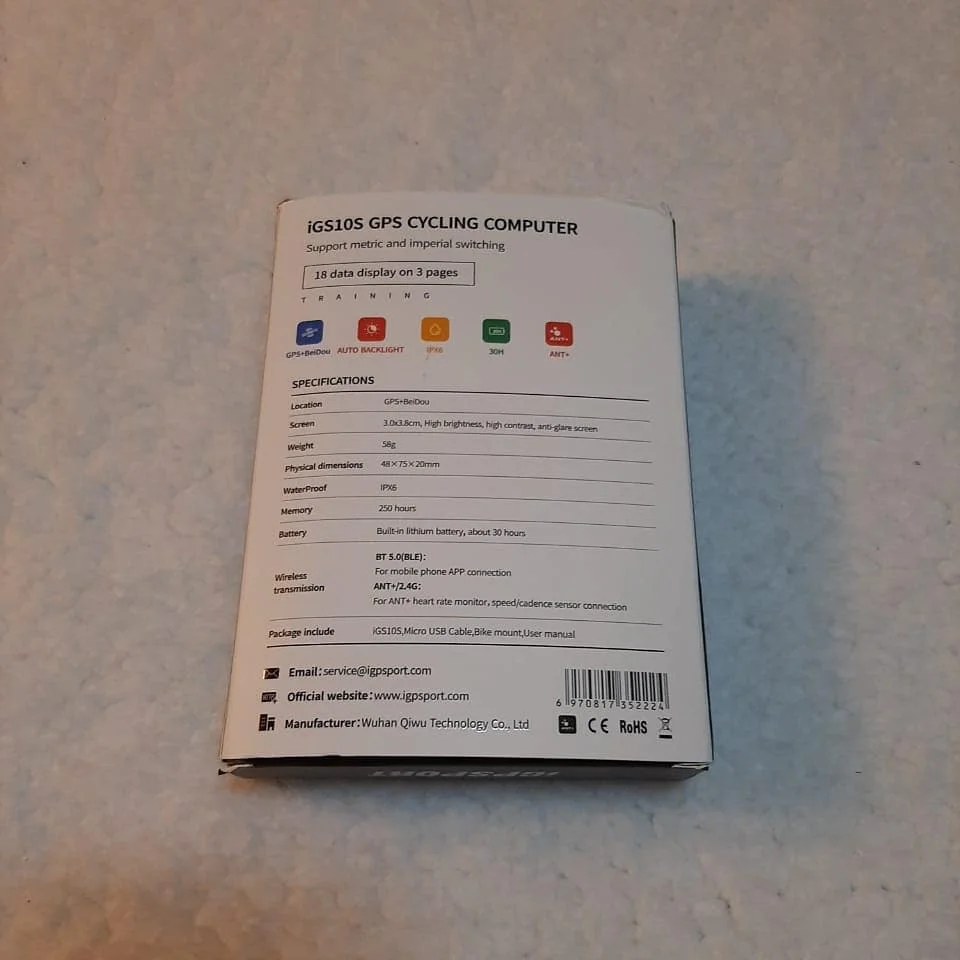 iGS10S GPS CYCLING COMPUTER
Support metric and imperial switching
18 data display on 3 pages
TRAINING
GPS+BeiDou AUTO BACKLIGHT IPX6 30H ANT+
SPECIFICATIONS
Location GPS+BeiDou
Screen 3.0x3.8cm, High brightness, high contrast, anti-glare screen
Weight 58g
Physical dimensions 48×75×20mm
WaterProof IPX6
Memory 250 hours
Battery Built-in lithium battery, about 30 hours
BT 5.0(BLE):
For mobile phone APP connection
Wireless
transmission
ANT+/2.4G:
For ANT+ heart rate monitor, speed/cadence sensor connection
Package include iGS10S,Micro USB Cable,Bike mount,User manual
Email:service@igpsport.com
Official website:www.igpsport.com
Manufacturer:Wuhan Qiwu Technology Co., Ltd
6 970817 352224
CE RoHS
iGPSPORT